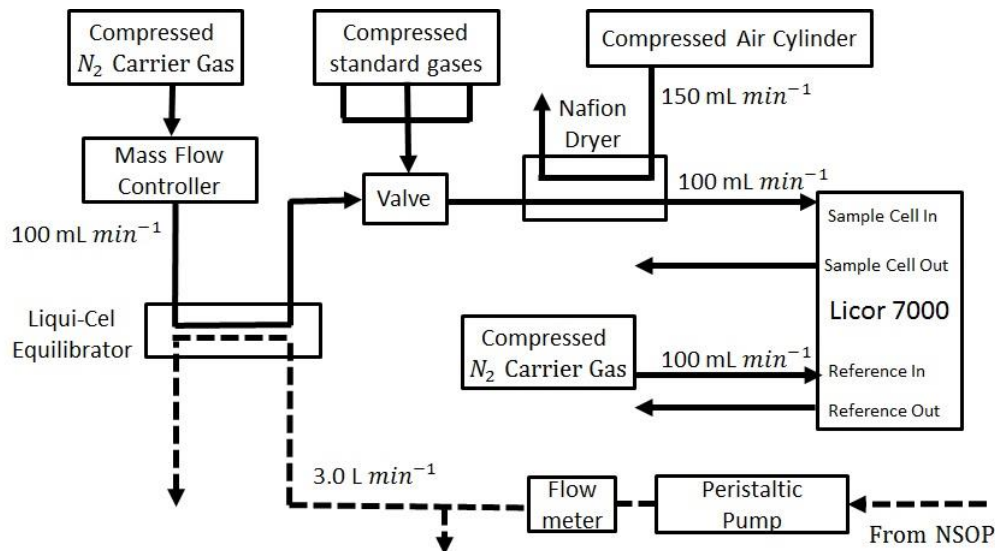 Compressed
N₂ Carrier Gas
Compressed
standard gases
Compressed Air Cylinder
150 mL min⁻¹
Nafion
Dryer
Mass Flow
Controller
Valve
100 mL min⁻¹
100 mL min⁻¹
Sample Cell In
Sample Cell Out
Licor 7000
Liqui-Cel
Equilibrator
Compressed
N₂ Carrier Gas
100 mL min⁻¹
Reference In
Reference Out
3.0 L min⁻¹
Flow
meter
Peristaltic
Pump
From NSOP